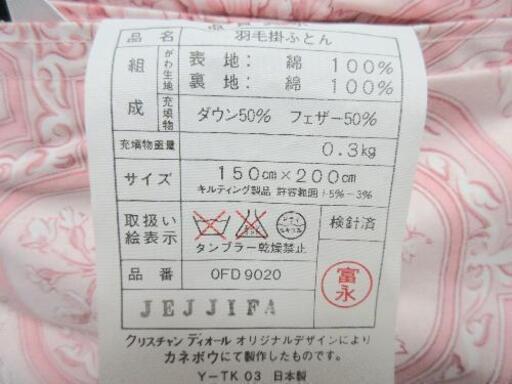 品名 羽毛掛ふとん
組成 がわ生地 表地：綿 100%
裏地：綿 100%
充填物 ダウン50% フェザー50%
充填物重量 0.3kg
サイズ 150cm×200cm
キルティング製品 許容範囲
取扱い絵表示 検針済
タンブラー乾燥禁止
品番 OFD9020 富永
JEJJIFA
クリスチャン ディオール オリジナルデザインにより
カネボウにて製作したものです。
Y-TK 03 日本製